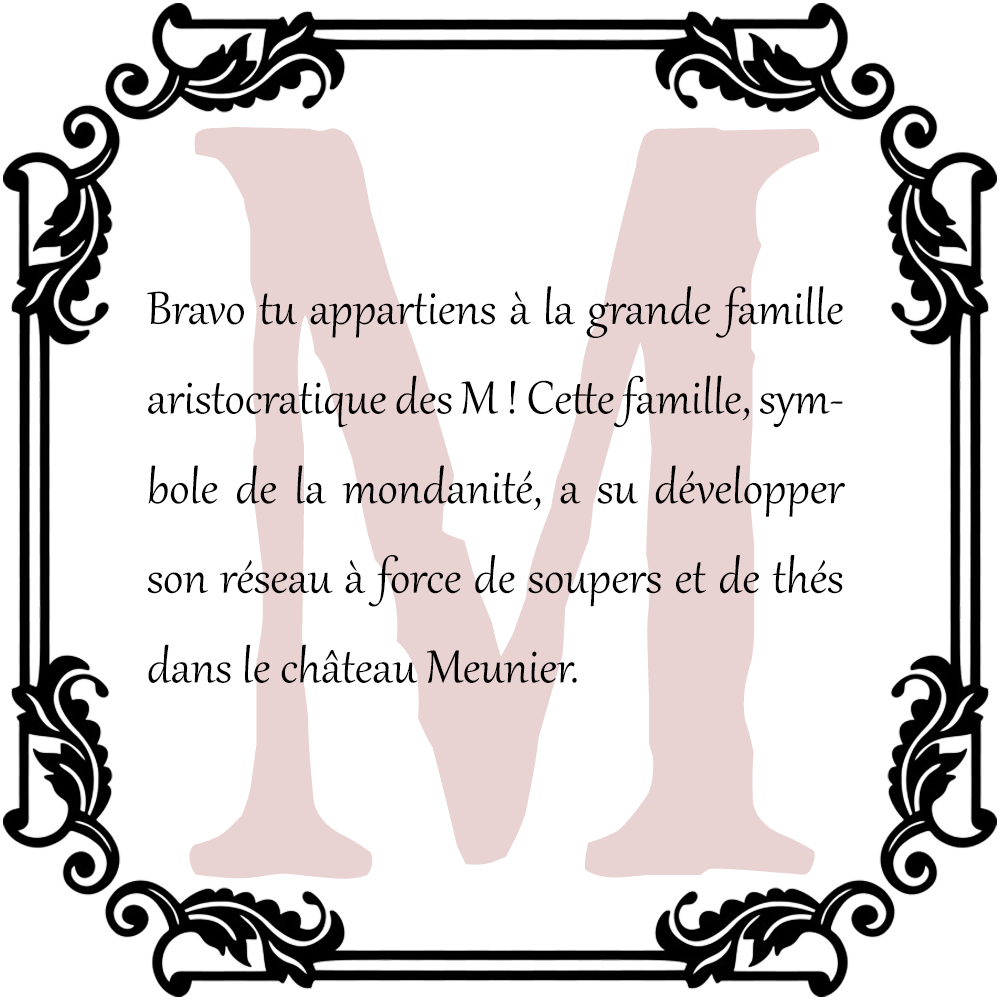 M
Bravo tu appartiens à la grande famille
aristocratique des M ! Cette famille, sym-
bole de la mondanité, a su développer
son réseau à force de soupers et de thés
dans le château Meunier.